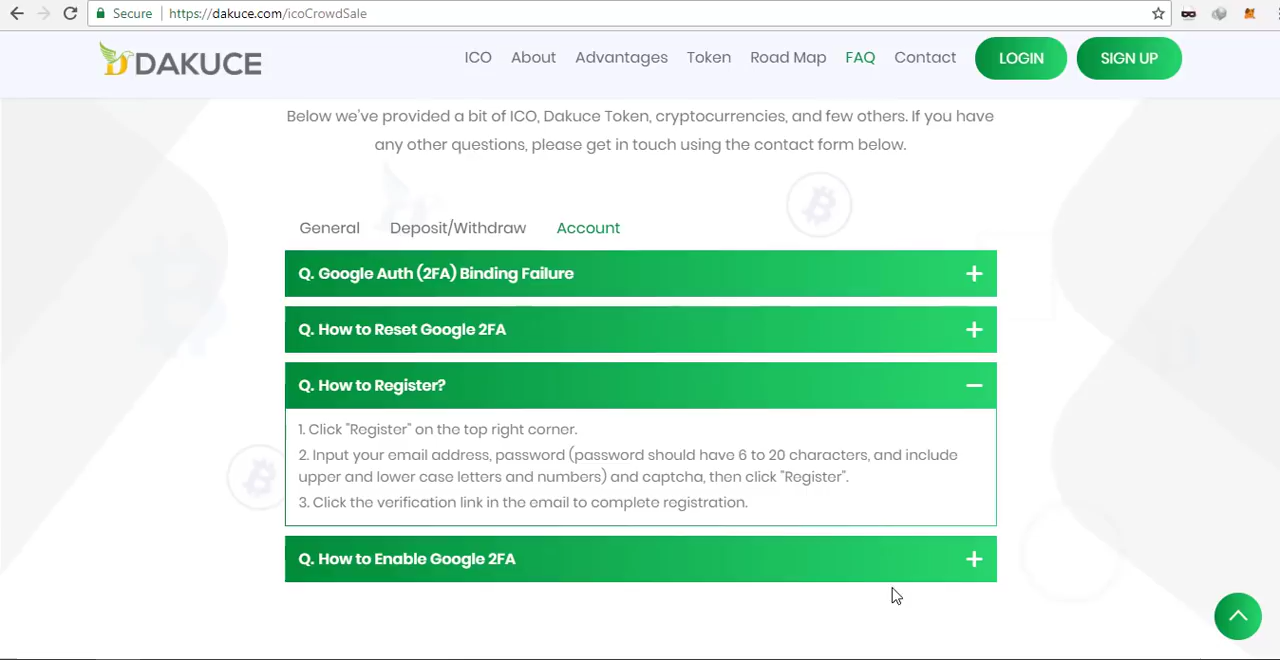 Secure https://dakuce.com/icoCrowdSale
DAKUCE ICO About Advantages Token Road Map FAQ Contact LOGIN SIGN UP
Below we've provided a bit of ICO, Dakuce Token, cryptocurrencies, and few others. If you have
any other questions, please get in touch using the contact form below.
General Deposit/Withdraw Account
Q. Google Auth (2FA) Binding Failure
Q. How to Reset Google 2FA
Q. How to Register?
1. Click "Register" on the top right corner.
2. Input your email address, password (password should have 6 to 20 characters, and include
upper and lower case letters and numbers) and captcha, then click "Register".
3. Click the verification link in the email to complete registration.
Q. How to Enable Google 2FA